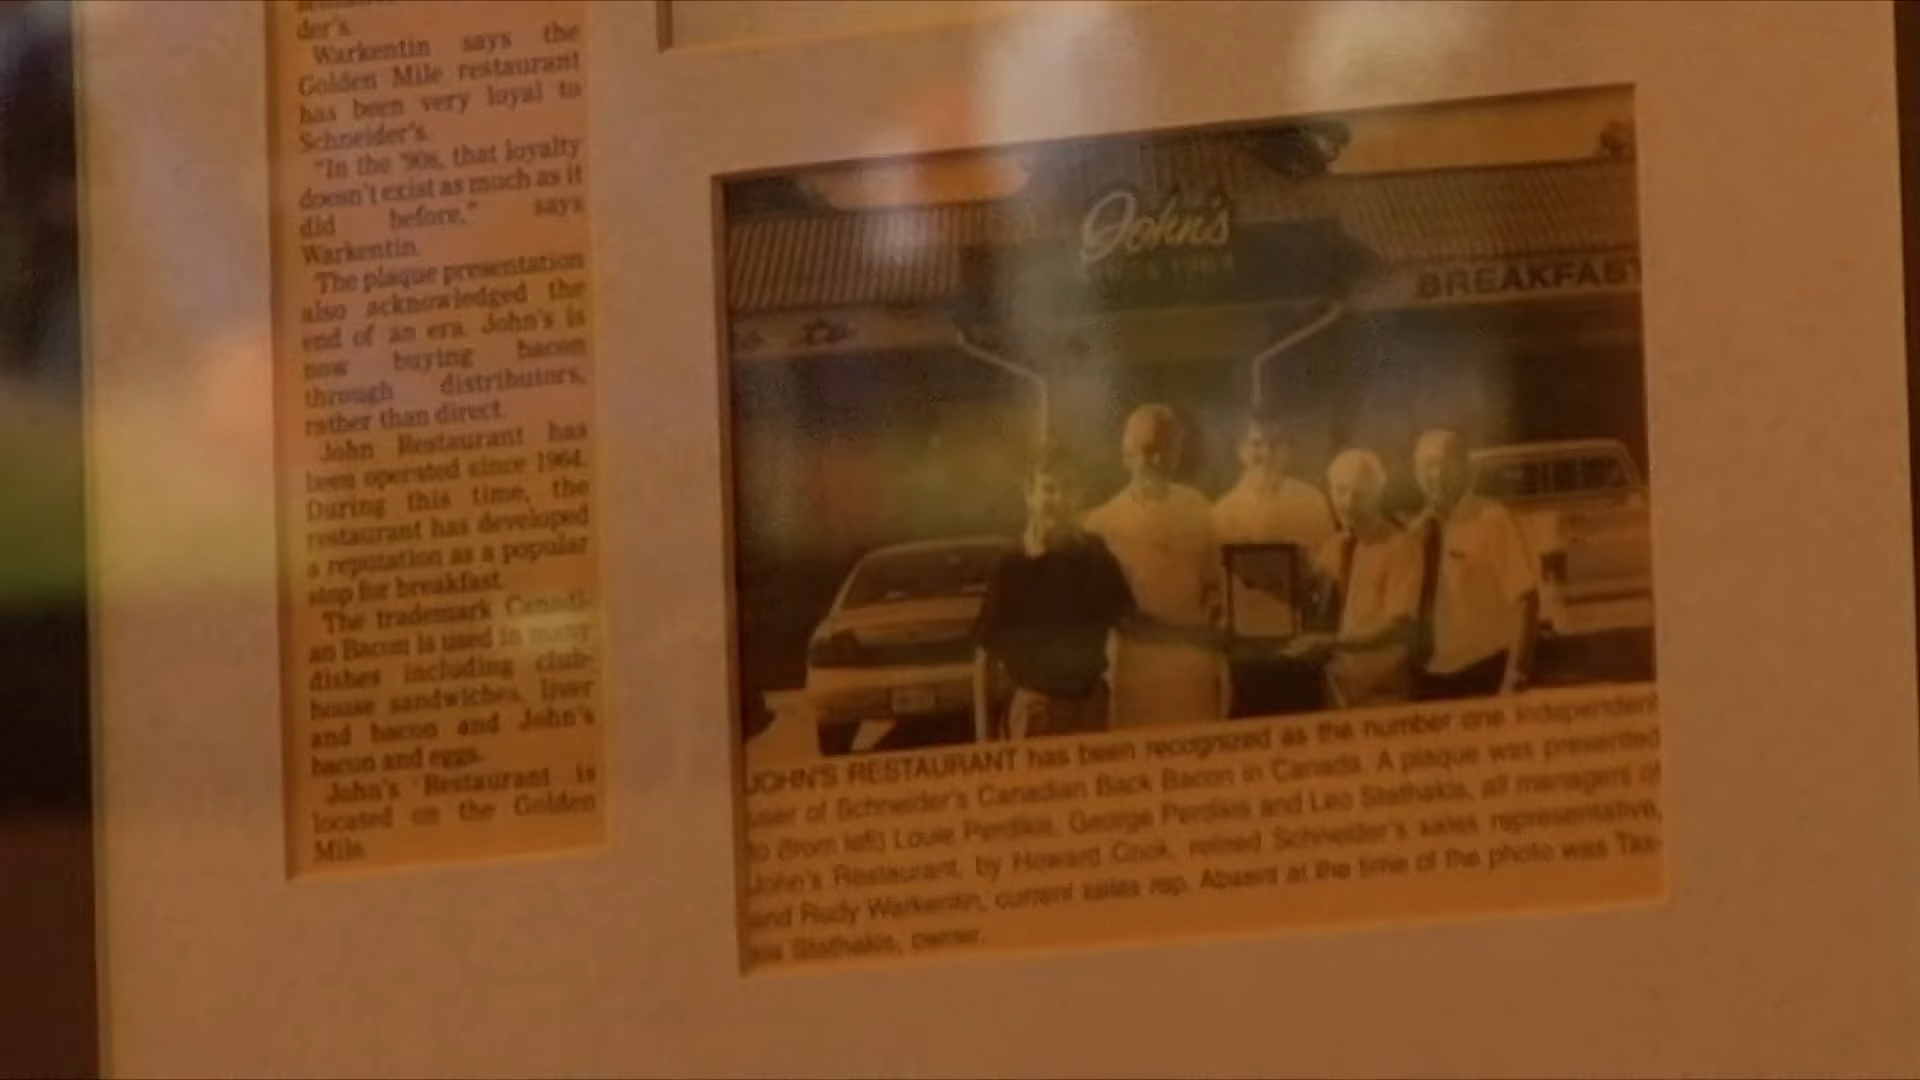 der's.
Warkentin says the
Golden Mile restaurant
has been very loyal to
Schneider's.
"In the '90s, that loyalty
doesn't exist as much as it
did before," says
Warkentin.
The plaque presentation
also acknowledged the
end of an era. John's is
now buying bacon
through distributors,
rather than direct.
John Restaurant has
been operated since 1964.
During this time, the
restaurant has developed
a reputation as a popular
stop for breakfast.
The trademark Canadi-
an Bacon is used in many
dishes including club-
house sandwiches, liver
and bacon and John's
bacon and eggs.
John's Restaurant is
located on the Golden
Mile.
John's
BREAKFAST
to
JOHN'S RESTAURANT has been recognized as the number one independent
user of Schneider's Canadian Back Bacon in Canada. A plaque was presented
to (from left) Louie Perdikis, George Perdikis and Leo Stathakis, all managers of
John's Restaurant, by Howard Cook, retired Schneider's sales representative,
and Rudy Warkentin, current sales rep. Absent at the time of the photo was Tas-
sis Stathakis, owner.